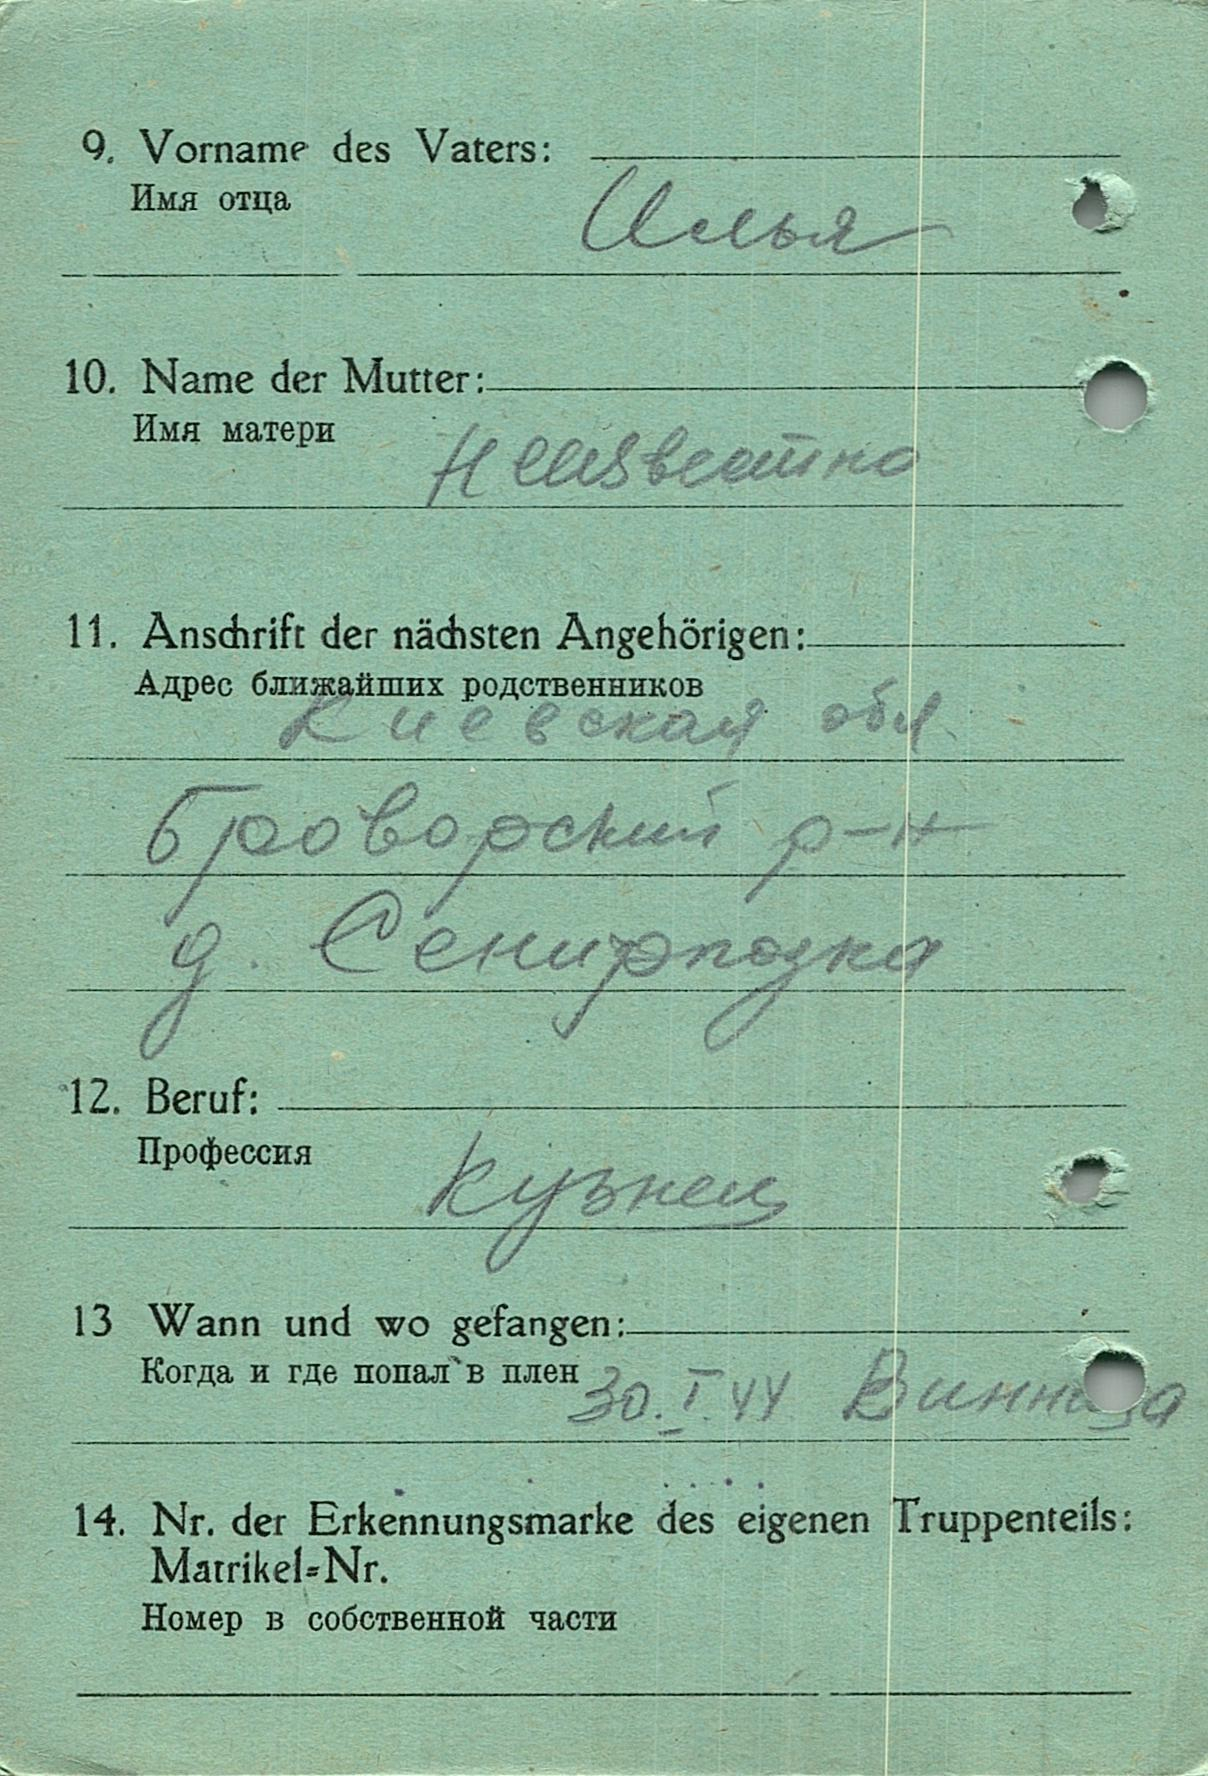 9. Vorname des Vaters:
Имя отца
Илья
10. Name der Mutter:
Имя матери
Неизвестно
11. Anschrift der nächsten Angehörigen:
Адрес ближайших родственников
Киевская обл.
Броворский р-н
д.
12. Beruf:
Профессия
Кузнец
13 Wann und wo gefangen:
Когда и где попал в плен
30.I.44 Винница
14. Nr. der Erkennungsmarke des eigenen Truppenteils:
Matrikel-Nr.
Номер в собственной части